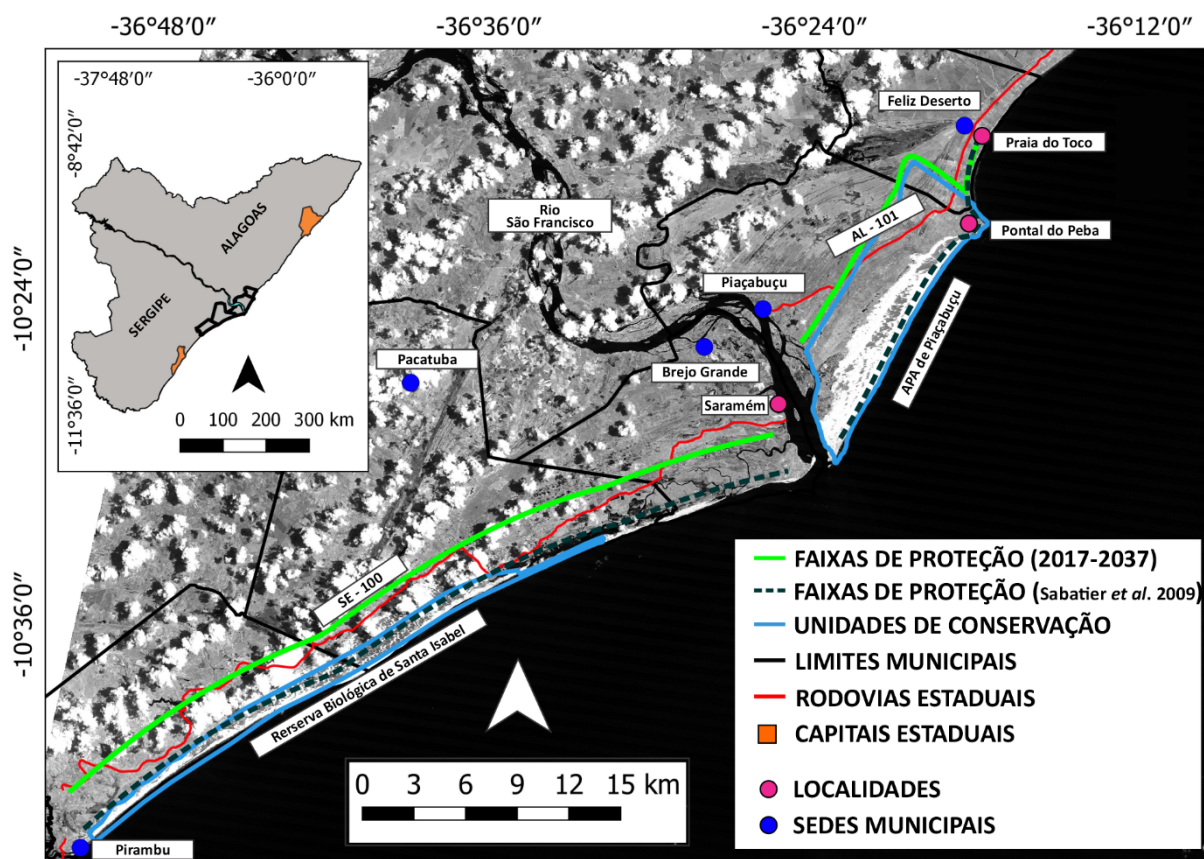 -36°48′0″ -36°36′0″ -36°24′0″ -36°12′0″
-37°48′0″ -36°0′0″
-8°42′0″
-11°36′0″
ALAGOAS
SERGIPE
0 100 200 300 km
-10°24′0″
-10°36′0″
Feliz Deserto
Praia do Toco
Rio
São Francisco
AL - 101
Pontal do Peba
Piaçabuçu
APA de Piaçabuçu
Pacatuba
Brejo Grande
Saramém
SE - 100
Rerserva Biológica de Santa Isabel
Pirambu
0 3 6 9 12 15 km
FAIXAS DE PROTEÇÃO (2017-2037)
FAIXAS DE PROTEÇÃO (Sabatier et al. 2009)
UNIDADES DE CONSERVAÇÃO
LIMITES MUNICIPAIS
RODOVIAS ESTADUAIS
CAPITAIS ESTADUAIS
LOCALIDADES
SEDES MUNICIPAIS